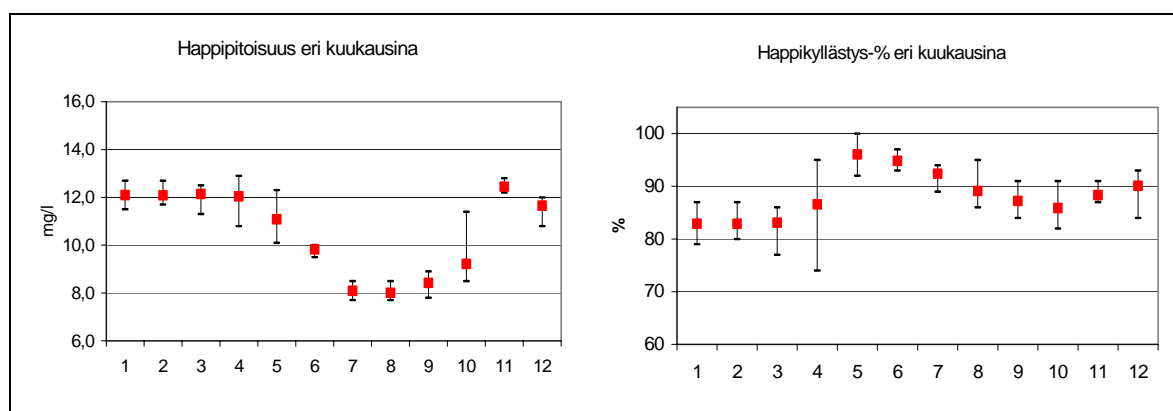 Happipitoisuus eri kuukausina
16,0
14,0
12,0
10,0
8,0
6,0
mg/l
1 2 3 4 5 6 7 8 9 10 11 12
Happikyllästys-% eri kuukausina
100
90
80
70
60
%
1 2 3 4 5 6 7 8 9 10 11 12